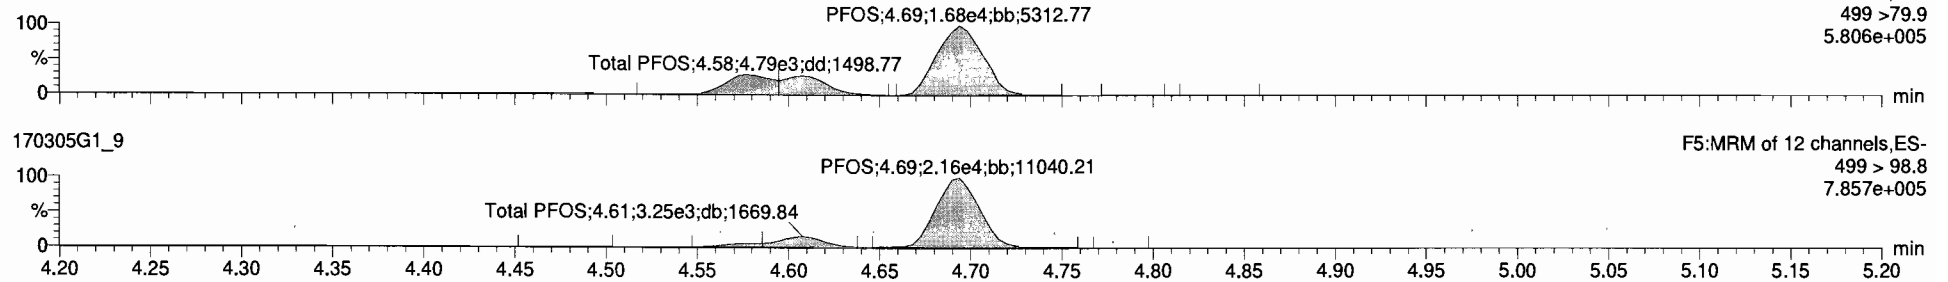 PFOS;4.69;1.68e4;bb;5312.77
499 >79.9
100
5.806e+005
%
Total PFOS;4.58;4.79e3;dd;1498.77
0
min
170305G1_9
F5:MRM of 12 channels,ES-
PFOS;4.69;2.16e4;bb;11040.21
499 > 98.8
100
7.857e+005
%
Total PFOS;4.61;3.25e3;db;1669.84
0
min
4.20 4.25 4.30 4.35 4.40 4.45 4.50 4.55 4.60 4.65 4.70 4.75 4.80 4.85 4.90 4.95 5.00 5.05 5.10 5.15 5.20